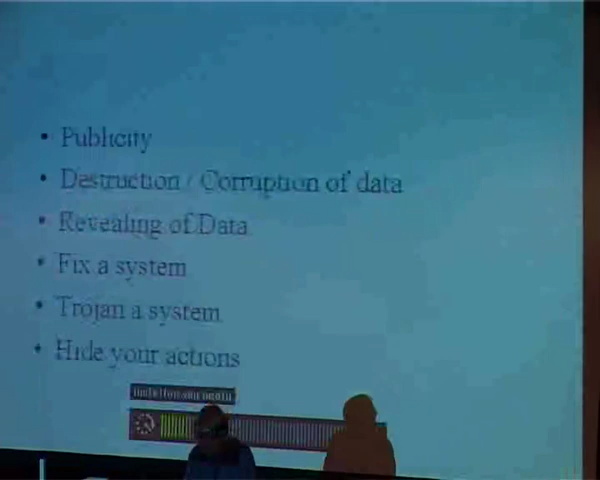 Publicity
Destruction / Corruption of data
Revealing of Data
Fix a system
Trojan a system
Hide your actions